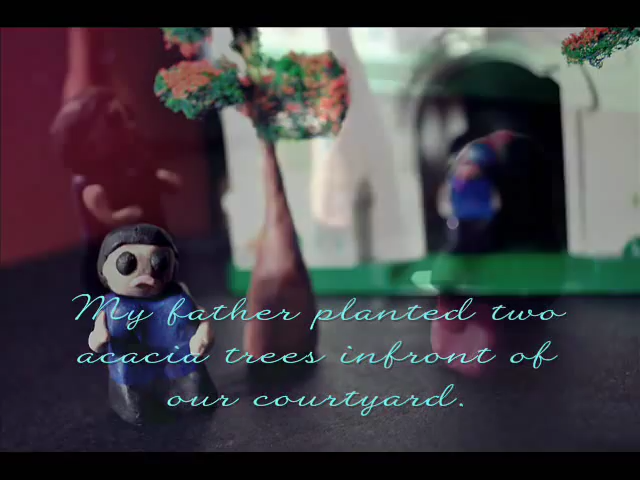 My father planted two
acacia trees infront of
our courtyard.